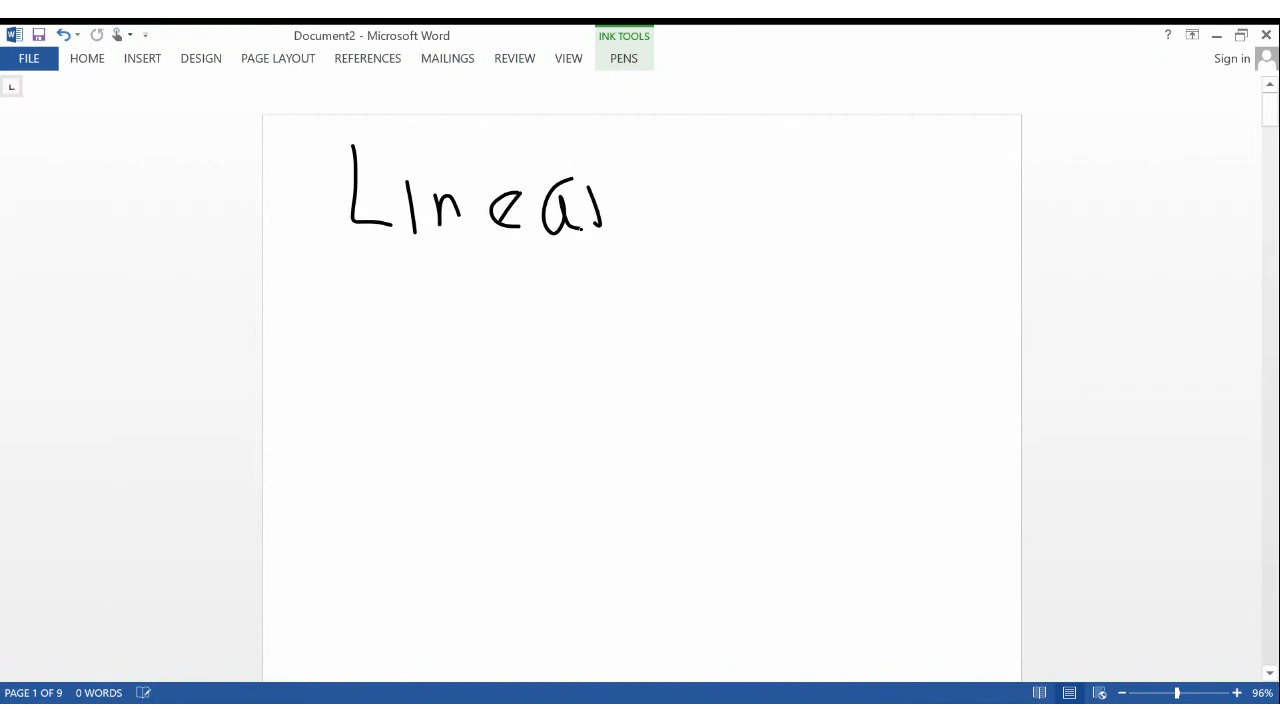 Document2 - Microsoft Word
INK TOOLS
?
FILE
HOME
INSERT
DESIGN
PAGE LAYOUT
REFERENCES
MAILINGS
REVIEW
VIEW
PENS
Sign in
Linea
PAGE 1 OF 9
0 WORDS
96%